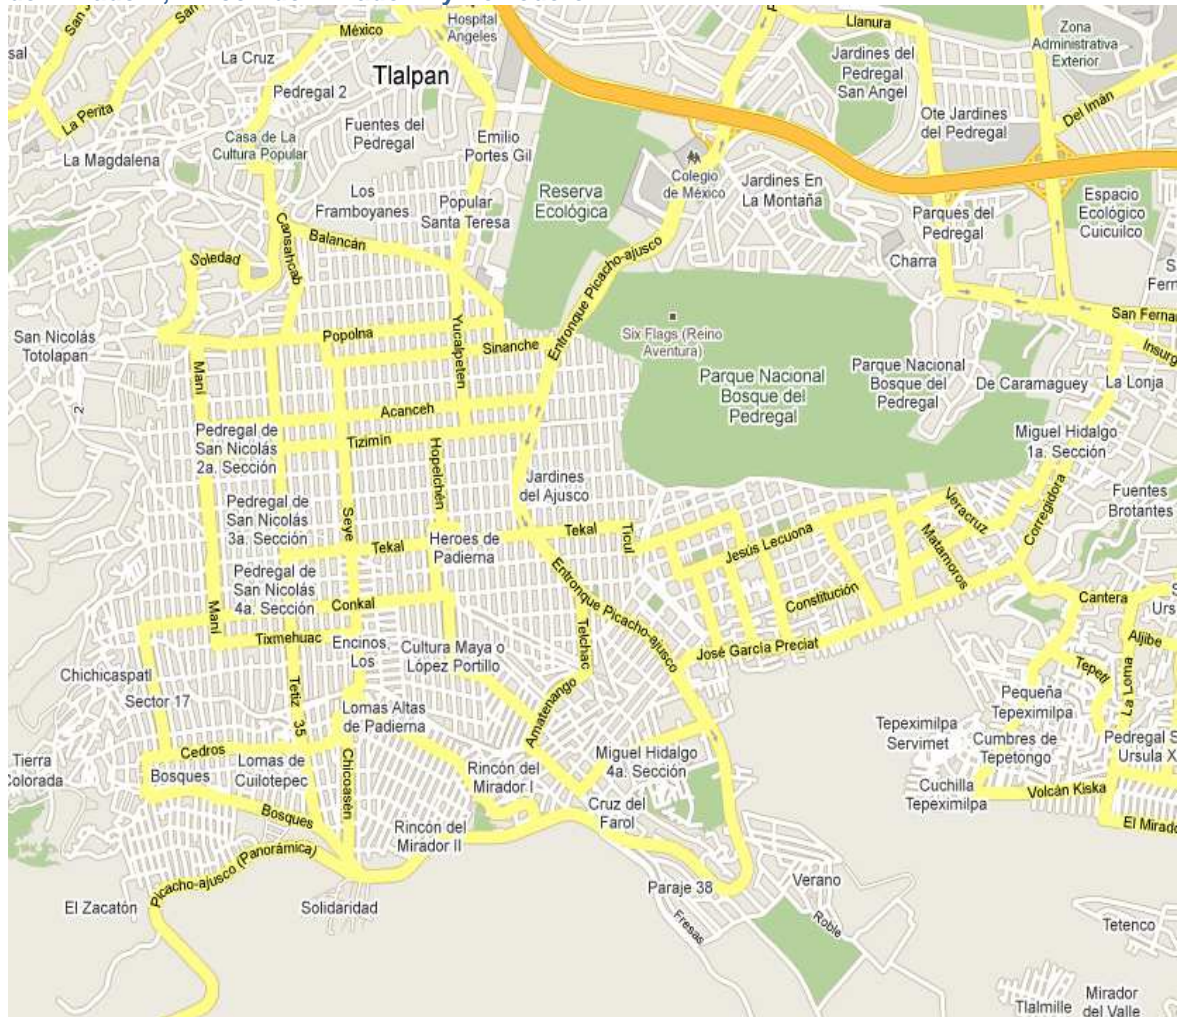 Hospital
Angeles
México
Llanura
Zona
Administrativa
Exterior
sal
La Cruz
Tlalpan
Jardines del
Pedregal
San Angel
Pedregal 2
La Perita
Ote Jardines
del Pedregal
Del Imán
Fuentes del
Pedregal
Emilio
Portes Gil
Casa de La
Cultura Popular
La Magdalena
Colegio
de México
Jardines En
La Montaña
Reserva
Ecológica
Los
Framboyanes
Popular
Santa Teresa
Espacio
Ecológico
Cuicuilco
Parques del
Pedregal
Cansahcab
Balancán
Soledad
Entronque Picacho-ajusco
Charra
San Nicolás
Totolapan
Popolna
Yucalpeten
Sinanche
Six Flags (Reino
Aventura)
San Fernan
Insurg
Maní
Parque Nacional
Bosque del
Pedregal
Parque Nacional
Bosque del
Pedregal
De Caramaguey
La Lonja
2
Acanceh
Tizimín
Pedregal de
San Nicolás
2a. Sección
Hopelchén
Miguel Hidalgo
1a. Sección
Jardines
del Ajusco
Fuentes
Brotantes
Pedregal de
San Nicolás
3a. Sección
Seye
Veracruz
Corregidora
Tekal
Heroes de
Padierna
Tekal
Ticul
Jesús Lecuona
Matamoros
Pedregal de
San Nicolás
4a. Sección
Entronque Picacho-ajusco
Constitución
Conkal
Maní
Cantera
Tixmehuac
Encinos,
Los
Cultura Maya o
López Portillo
Telchac
José García Preciat
Aljibe
Chichicaspatl
Tetiz
Sector 17
Tepetl
La Loma
Amatenango
Pequeña
Tepeximilpa
35
Lomas Altas
de Padierna
Tepeximilpa
Servimet
Cumbres de
Tepetongo
Pedregal S
Ursula X
Cedros
Tierra
Colorada
Bosques
Lomas de
Cuilotepec
Chicoasén
Rincón del
Mirador I
Miguel Hidalgo
4a. Sección
Cuchilla
Tepeximilpa
Volcán Kiska
Bosques
Cruz del
Farol
Rincón del
Mirador II
El Mirado
Picacho-ajusco (Panorámica)
Paraje 38
Verano
El Zacatón
Solidaridad
Fresas
Roble
Tetenco
Tlalmille
Mirador
del Valle